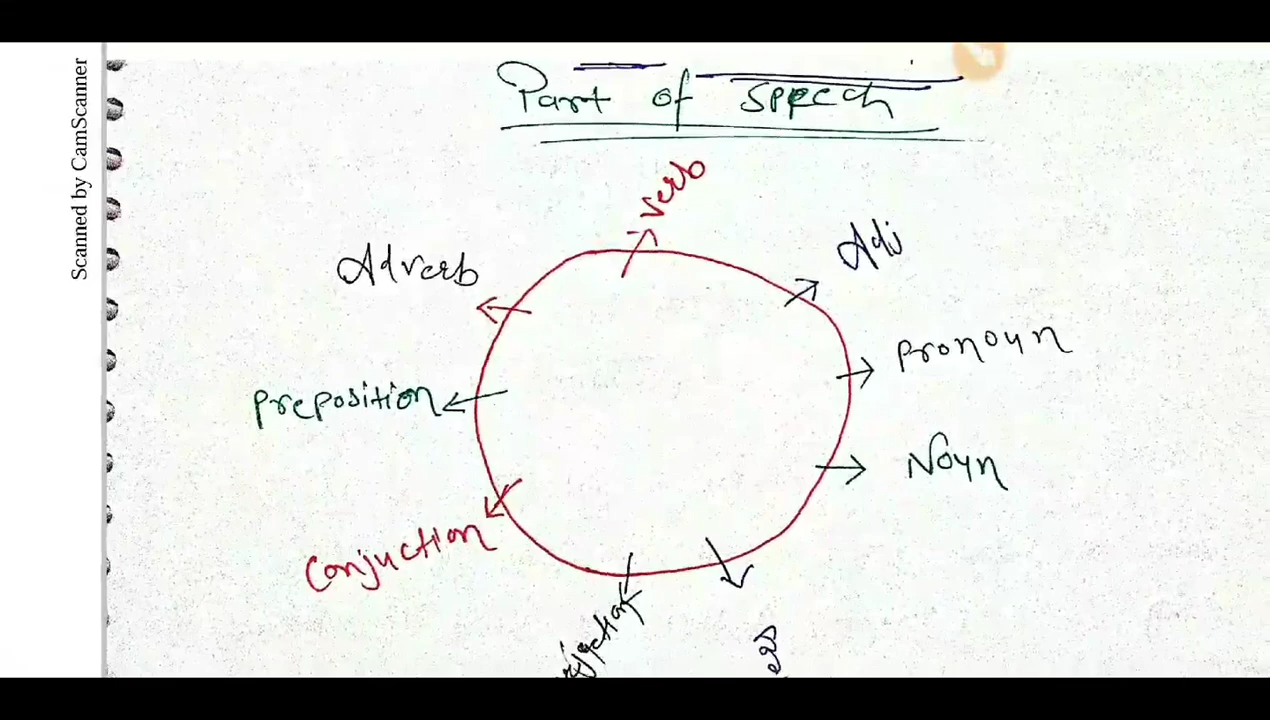 Scanned by CamScanner
Part of Speech
verb
Adj
Adverb
Pronoun
Preposition
Noun
Conjuction